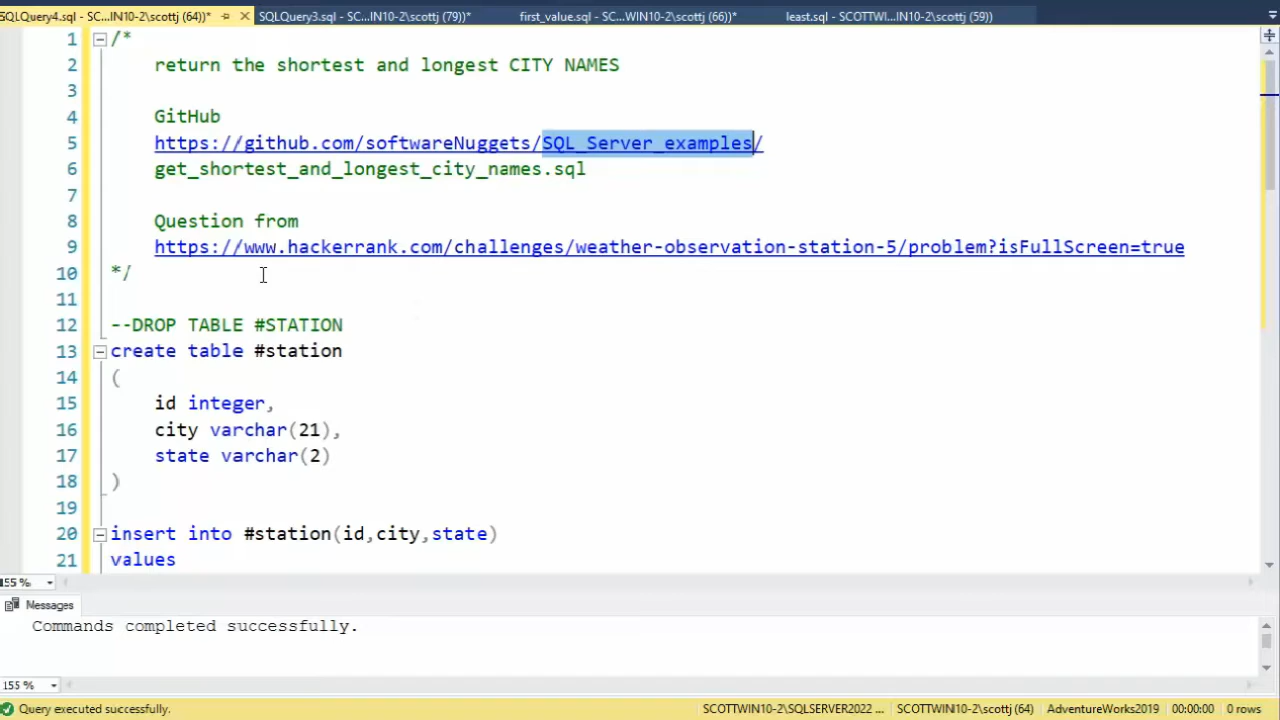 SQLQuery4.sql - SC...IN10-2\scottj (64))* SQLQuery3.sql - SC...IN10-2\scottj (79))* first_value.sql - SC...WIN10-2\scottj (66))* least.sql - SCOTTWI...IN10-2\scottj (59))
1 /*
2 return the shortest and longest CITY NAMES
3
4 GitHub
5 https://github.com/softwareNuggets/SQL_Server_examples/
6 get_shortest_and_longest_city_names.sql
7
8 Question from
9 https://www.hackerrank.com/challenges/weather-observation-station-5/problem?isFullScreen=true
10 */
11
12 --DROP TABLE #STATION
13 create table #station
14 (
15 id integer,
16 city varchar(21),
17 state varchar(2)
18 )
19
20 insert into #station(id,city,state)
21 values
155 %
Messages
Commands completed successfully.
155 %
Query executed successfully. SCOTTWIN10-2\SQLSERVER2022 ... SCOTTWIN10-2\scottj (64) AdventureWorks2019 00:00:00 0 rows